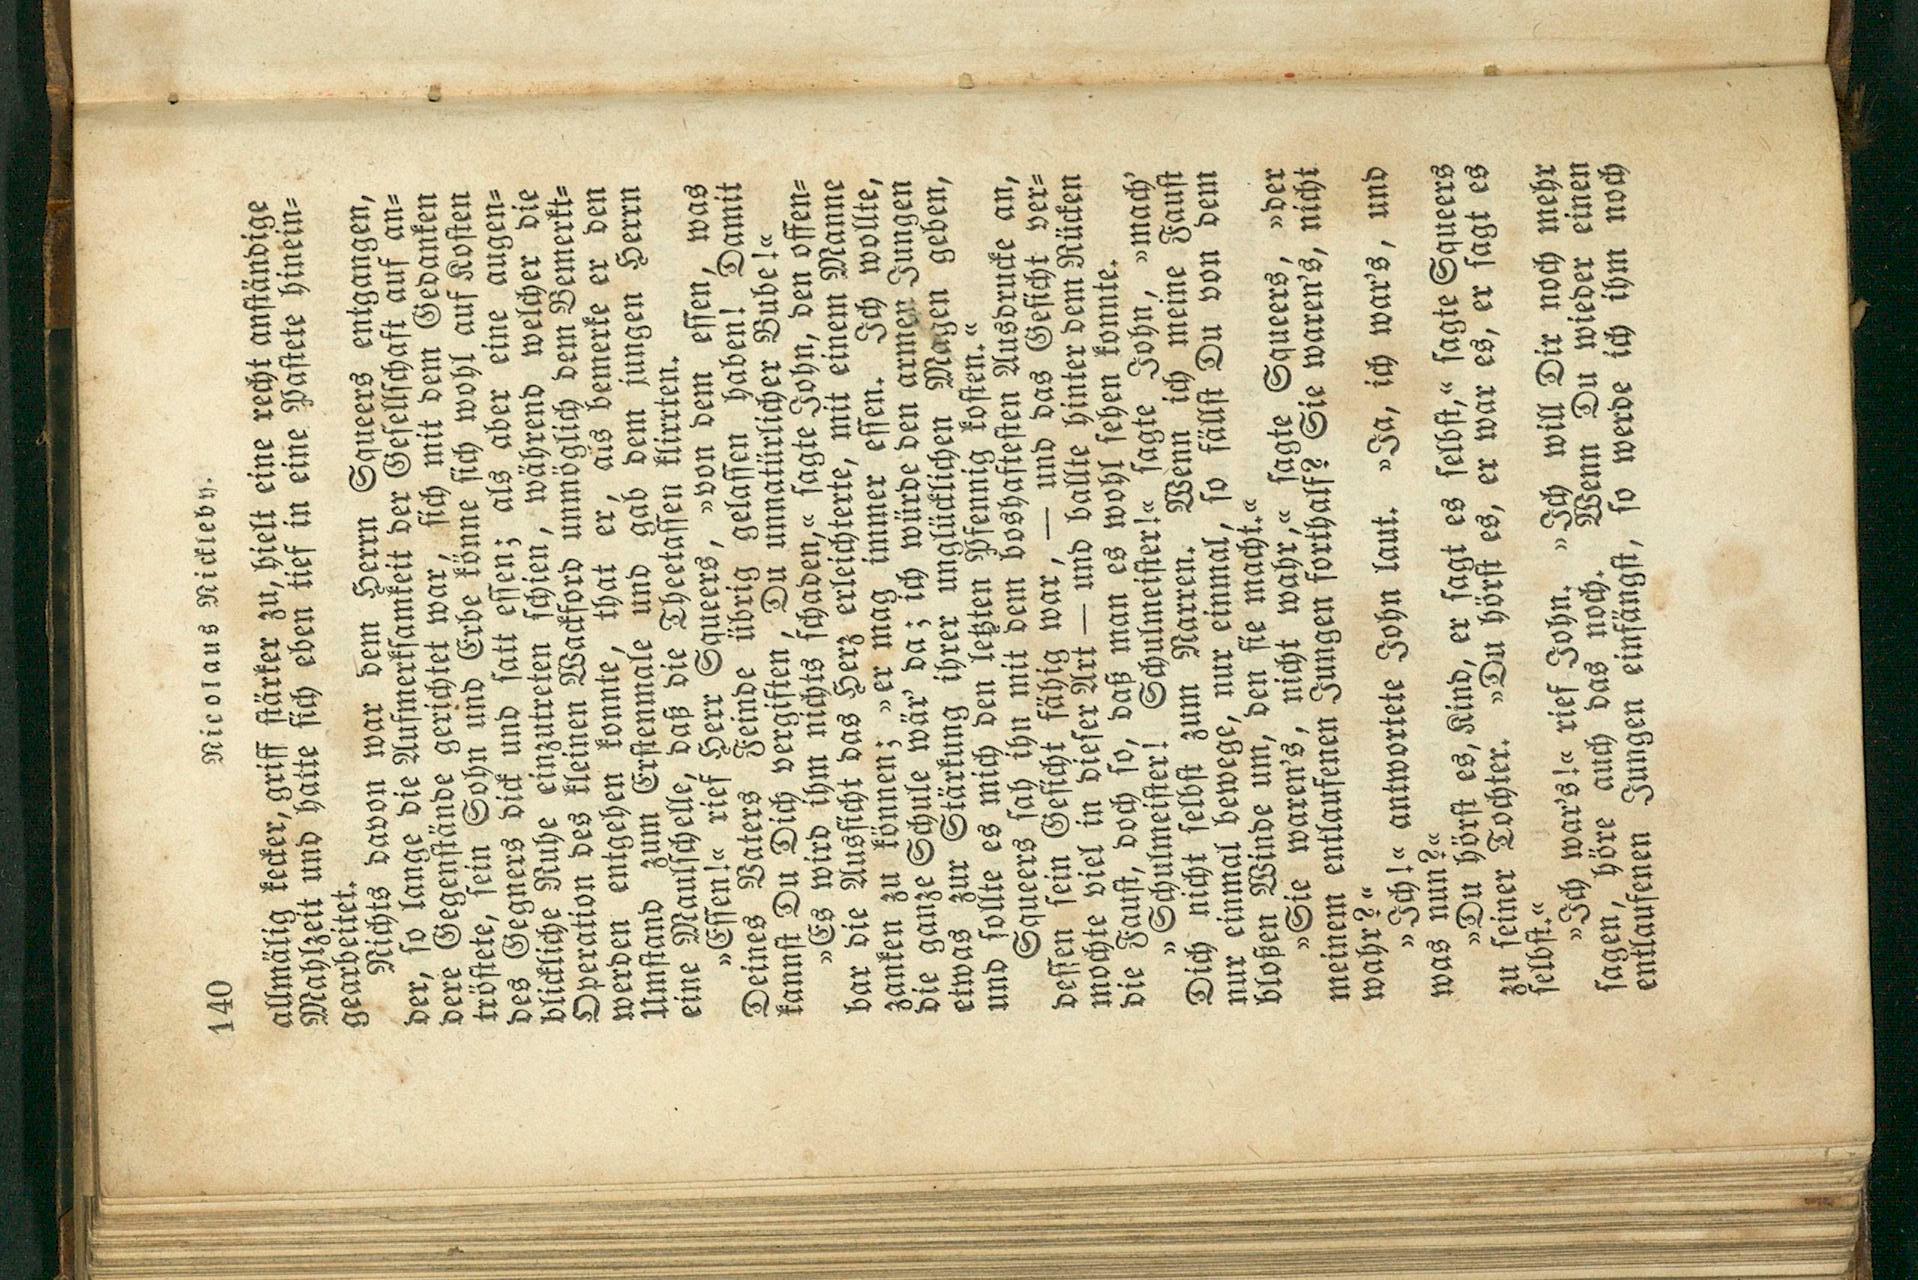 140 Nicolaus Nickleby.
allmälig kecker, griff stärker zu, hielt eine recht anständige
Mahlzeit und hatte sich eben tief in eine Pastete hinein⸗
gearbeitet.
Nichts davon war dem Herrn Squeers entgangen,
der, so lange die Aufmerksamkeit der Gesellschaft auf an⸗
dere Gegenstände gerichtet war, sich mit dem Gedanken
tröstete, sein Sohn und Erbe könne sich wohl auf Kosten
des Gegners dick und satt essen; als aber eine augen⸗
blickliche Ruhe einzutreten schien, während welcher die
Operation des kleinen Wackford unmöglich dem Bemerkt⸗
werden entgehen konnte, that er, als bemerke er den
Umstand zum Erstenmale und gab dem jungen Herrn
eine Maulschelle, daß die Theetassen klirrten.
»Essen!« rief Herr Squeers, »von dem essen, was
Deines Vaters Feinde übrig gelassen haben! Damit
kannst Du Dich vergiften, Du unnatürlicher Bube!«
»Es wird ihm nichts schaden,« sagte John, den offen⸗
bar die Aussicht das Herz erleichterte, mit einem Manne
zanken zu können; »er mag immer essen. Ich wollte,
die ganze Schule wär' da; ich würde den armen Jungen
etwas zur Stärkung ihrer unglücklichen Magen geben,
und sollte es mich den letzten Pfennig kosten.«
Squeers sah ihn mit dem boshaftesten Ausdrucke an,
dessen sein Gesicht fähig war, — und das Gesicht ver⸗
mochte viel in dieser Art — und ballte hinter dem Rücken
die Faust, doch so, daß man es wohl sehen konnte.
»Schulmeister! Schulmeister!« sagte John, »mach'
Dich nicht selbst zum Narren. Wenn ich meine Faust
nur einmal bewege, nur einmal, so fällst Du von dem
bloßen Winde um, den sie macht.«
»Sie waren's, nicht wahr,« sagte Squeers, »der
meinem entlaufenen Jungen forthalf? Sie waren's, nicht
wahr?«
»Ich!« antwortete John laut. »Ja, ich war's, und
was nun?«
»Du hörst es, Kind, er sagt es selbst,« sagte Squeers
zu seiner Tochter. »Du hörst es, er war es, er sagt es
selbst.«
»Ich war's!« rief John. »Ich will Dir noch mehr
sagen, höre auch das noch. Wenn Du wieder einen
entlaufenen Jungen einfängst, so werde ich ihm noch